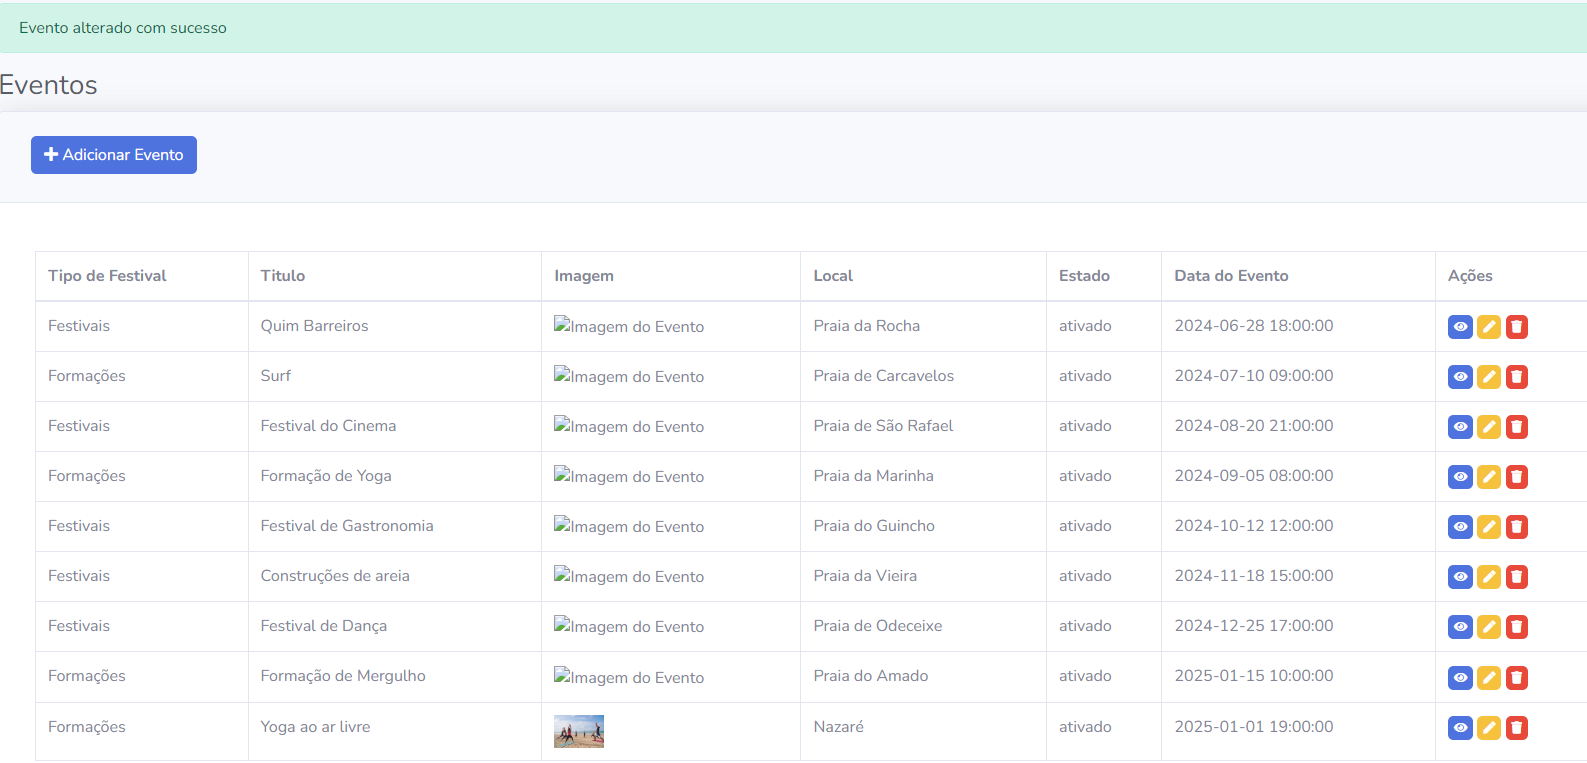 Evento alterado com sucesso
Eventos
Adicionar Evento
Tipo de Festival Titulo Imagem Local Estado Data do Evento Ações
Festivais Quim Barreiros Imagem do Evento Praia da Rocha ativado 2024-06-28 18:00:00
Formações Surf Imagem do Evento Praia de Carcavelos ativado 2024-07-10 09:00:00
Festivais Festival do Cinema Imagem do Evento Praia de São Rafael ativado 2024-08-20 21:00:00
Formações Formação de Yoga Imagem do Evento Praia da Marinha ativado 2024-09-05 08:00:00
Festivais Festival de Gastronomia Imagem do Evento Praia do Guincho ativado 2024-10-12 12:00:00
Festivais Construções de areia Imagem do Evento Praia da Vieira ativado 2024-11-18 15:00:00
Festivais Festival de Dança Imagem do Evento Praia de Odeceixe ativado 2024-12-25 17:00:00
Formações Formação de Mergulho Imagem do Evento Praia do Amado ativado 2025-01-15 10:00:00
Formações Yoga ao ar livre Nazaré ativado 2025-01-01 19:00:00